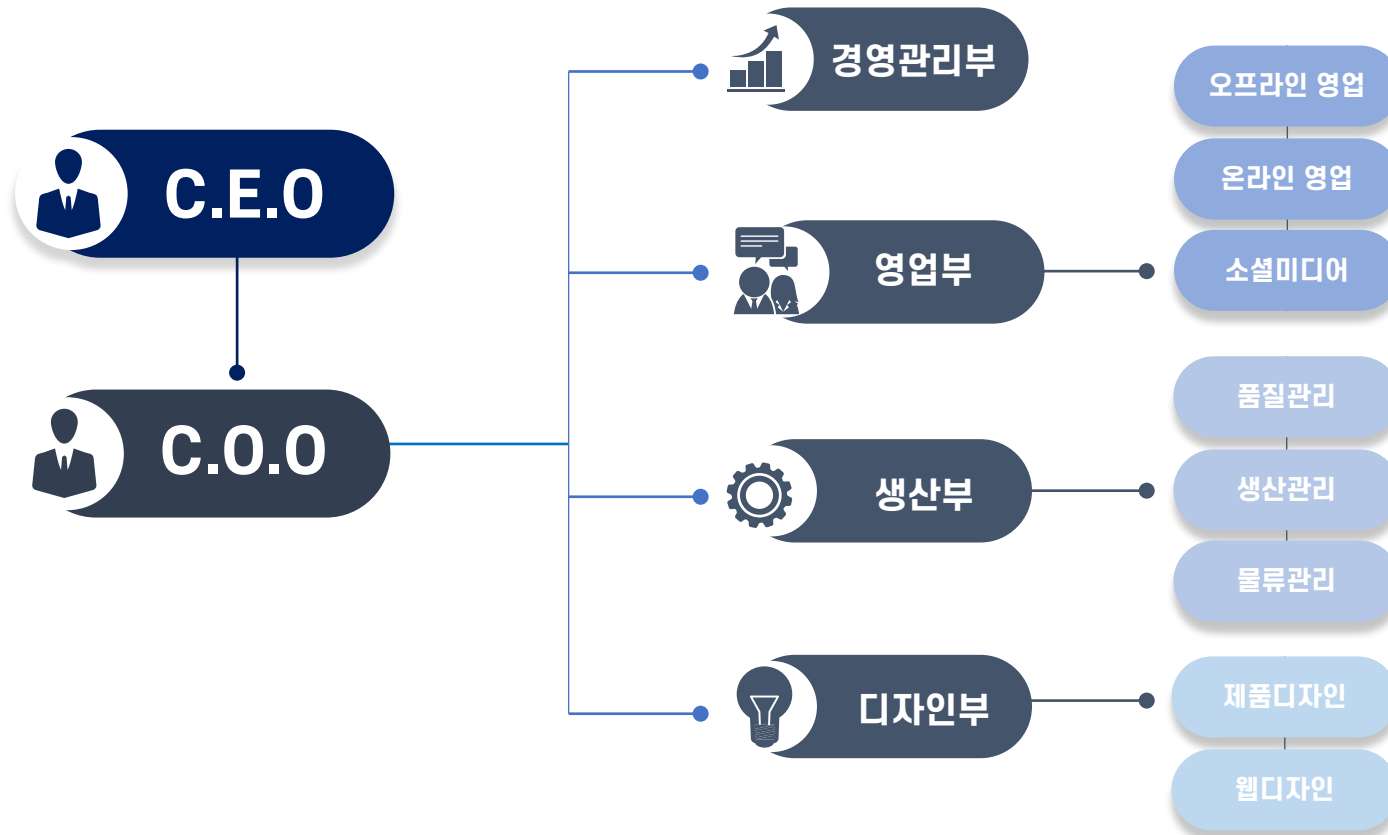 C.E.O
C.O.O
경영관리부
영업부
생산부
디자인부
오프라인 영업
온라인 영업
소셜미디어
품질관리
생산관리
물류관리
제품디자인
웹디자인